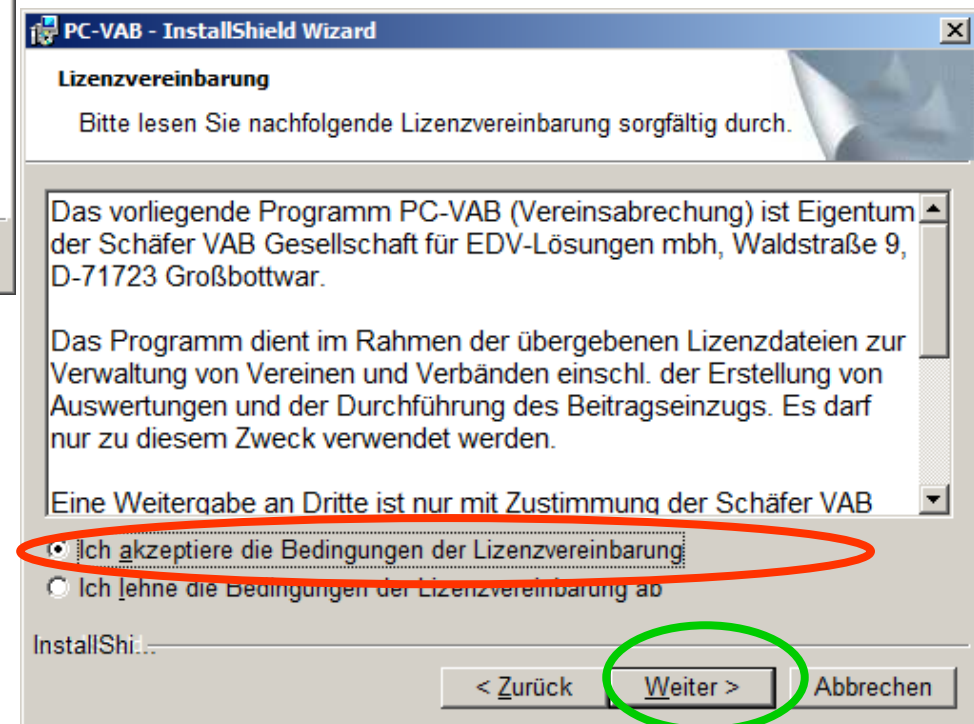 PC-VAB - InstallShield Wizard
Lizenzvereinbarung
Bitte lesen Sie nachfolgende Lizenzvereinbarung sorgfältig durch.
Das vorliegende Programm PC-VAB (Vereinsabrechung) ist Eigentum
der Schäfer VAB Gesellschaft für EDV-Lösungen mbh, Waldstraße 9,
D-71723 Großbottwar.
Das Programm dient im Rahmen der übergebenen Lizenzdateien zur
Verwaltung von Vereinen und Verbänden einschl. der Erstellung von
Auswertungen und der Durchführung des Beitragseinzugs. Es darf
nur zu diesem Zweck verwendet werden.
Eine Weitergabe an Dritte ist nur mit Zustimmung der Schäfer VAB
Ich akzeptiere die Bedingungen der Lizenzvereinbarung
Ich lehne die Bedingungen der Lizenzvereinbarung ab
InstallShi...
< Zurück Weiter > Abbrechen